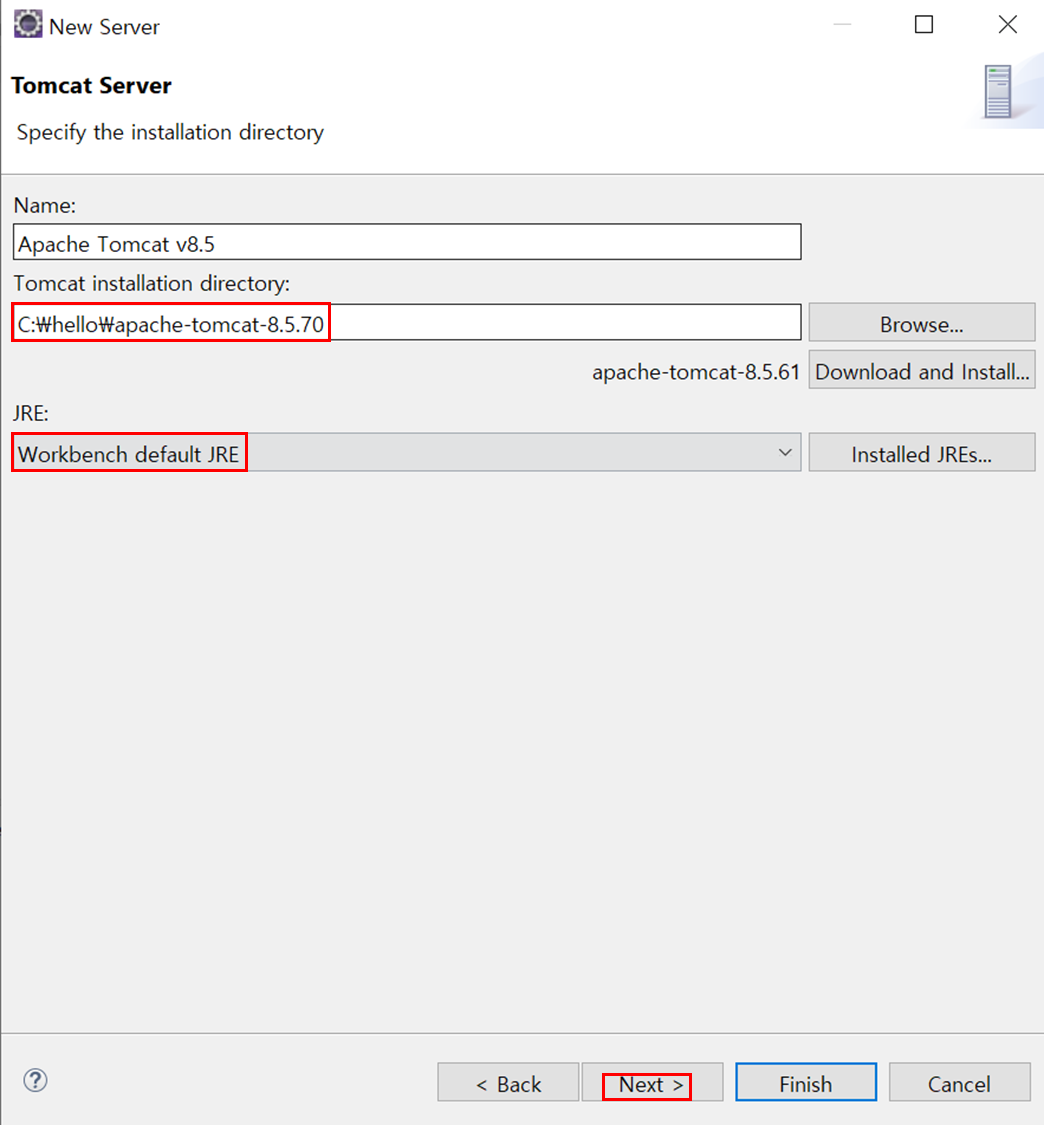 New Server
Tomcat Server
Specify the installation directory
Name:
Apache Tomcat v8.5
Tomcat installation directory:
C:₩hello₩apache-tomcat-8.5.70
Browse...
apache-tomcat-8.5.61
Download and Install...
JRE:
Workbench default JRE
Installed JREs...
?
< Back
Next >
Finish
Cancel